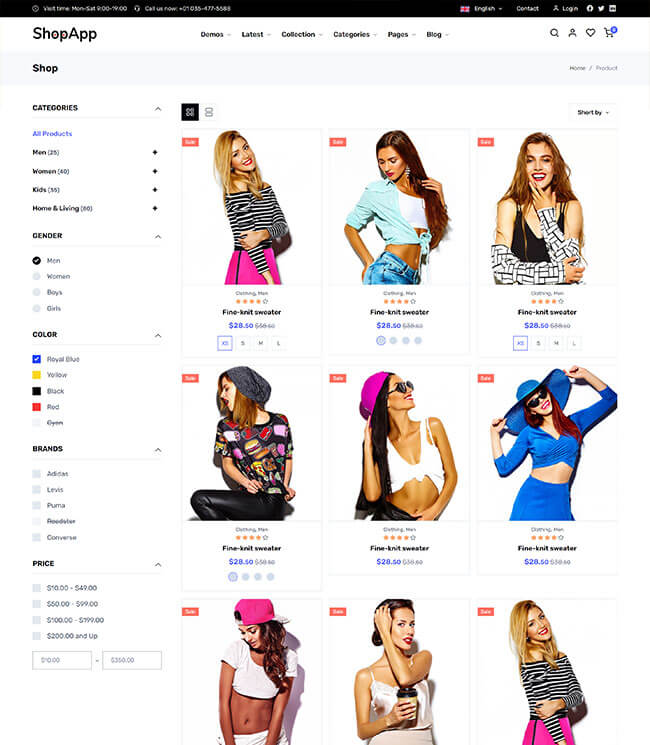 Visit time: Mon-Sat 9:00-19:00 Call us now: +01 035-477-5588 English Contact Login
ShopApp Demos Latest Collection Categories Pages Blog 0
Shop Home / Product
CATEGORIES
All Products
Men (25)
Women (40)
Kids (35)
Home & Living (60)
GENDER
Men
Women
Boys
Girls
COLOR
Royal Blue
Yellow
Black
Red
Cyan
BRANDS
Adidas
Levis
Puma
Roadster
Converse
PRICE
$10.00 - $49.00
$50.00 - $99.00
$100.00 - $199.00
$200.00 and Up
$10.00 - $350.00
Short by
Sale Sale Sale
Clothing, Men Clothing, Men Clothing, Men
Fine-knit sweater Fine-knit sweater Fine-knit sweater
$28.50 $38.50 $28.50 $38.50 $28.50 $38.50
XS S M L XS S M L
Sale Sale Sale
Clothing, Men Clothing, Men Clothing, Men
Fine-knit sweater Fine-knit sweater Fine-knit sweater
$28.50 $38.50 $28.50 $38.50 $28.50 $38.50
Sale Sale Sale